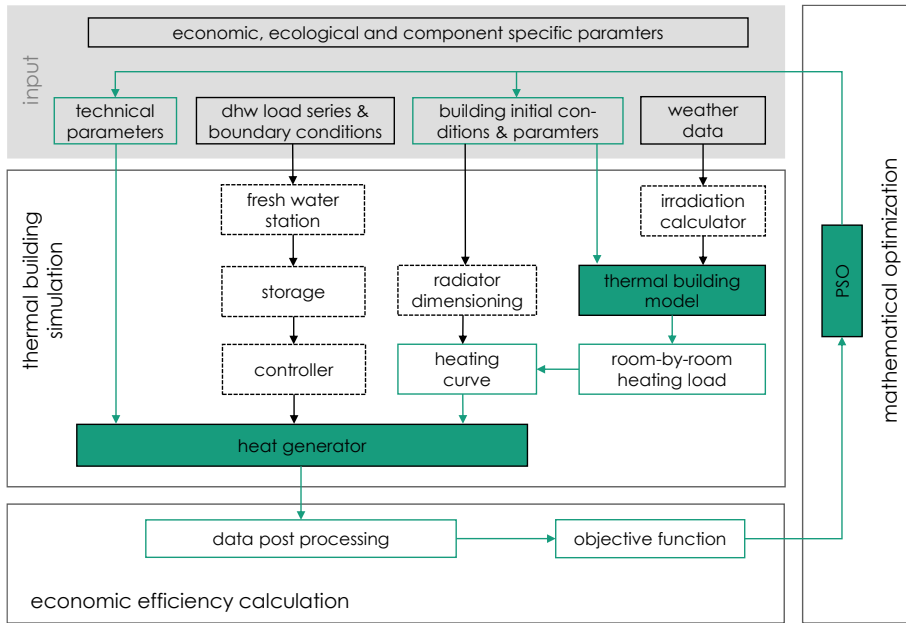 economic, ecological and component specific paramters
input
technical
parameters
dhw load series &
boundary conditions
building initial con-
ditions & paramters
weather
data
thermal building
simulation
fresh water
station
irradiation
calculator
storage
radiator
dimensioning
thermal building
model
controller
heating
curve
room-by-room
heating load
heat generator
data post processing
objective function
economic efficiency calculation
PSO
mathematical optimization